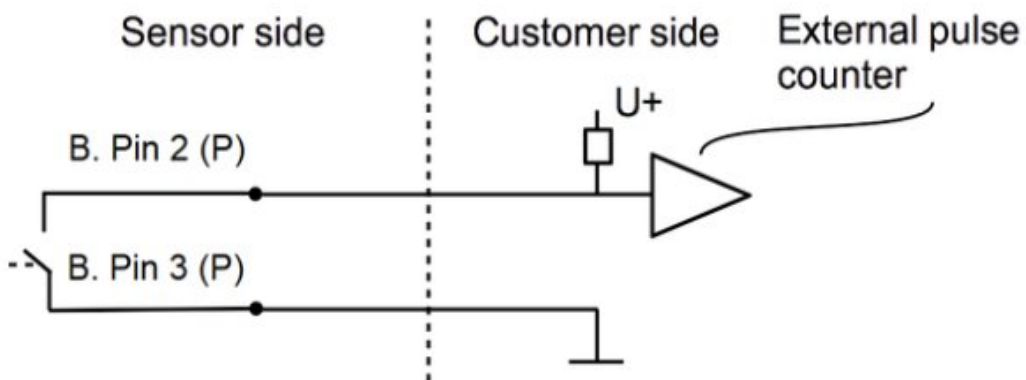 Sensor side
Customer side
External pulse
counter
U+
B. Pin 2 (P)
B. Pin 3 (P)